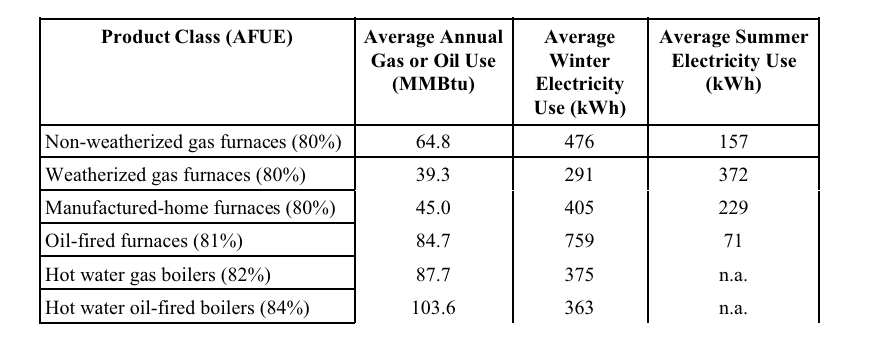 Product Class (AFUE) Average Annual Gas or Oil Use (MMBtu) Average Winter Electricity Use (kWh) Average Summer Electricity Use (kWh)
Non-weatherized gas furnaces (80%) 64.8 476 157
Weatherized gas furnaces (80%) 39.3 291 372
Manufactured-home furnaces (80%) 45.0 405 229
Oil-fired furnaces (81%) 84.7 759 71
Hot water gas boilers (82%) 87.7 375 n.a.
Hot water oil-fired boilers (84%) 103.6 363 n.a.